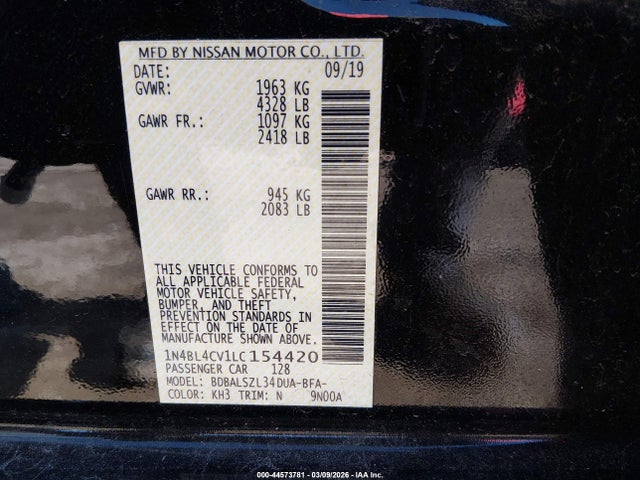 MFD BY NISSAN MOTOR CO., LTD.
DATE: 09/19
GVWR: 1963 KG
4328 LB
GAWR FR.: 1097 KG
2418 LB
GAWR RR.: 945 KG
2083 LB
THIS VEHICLE CONFORMS TO
ALL APPLICABLE FEDERAL
MOTOR VEHICLE SAFETY,
BUMPER, AND THEFT
PREVENTION STANDARDS IN
EFFECT ON THE DATE OF
MANUFACTURE SHOWN ABOVE.
1N4BL4CV1LC154420
PASSENGER CAR 128
MODEL: BDBALSZL34DUA-BFA-
COLOR: KH3 TRIM: N 9N00A
000-44573781 - 03/09/2026 - IAA Inc.